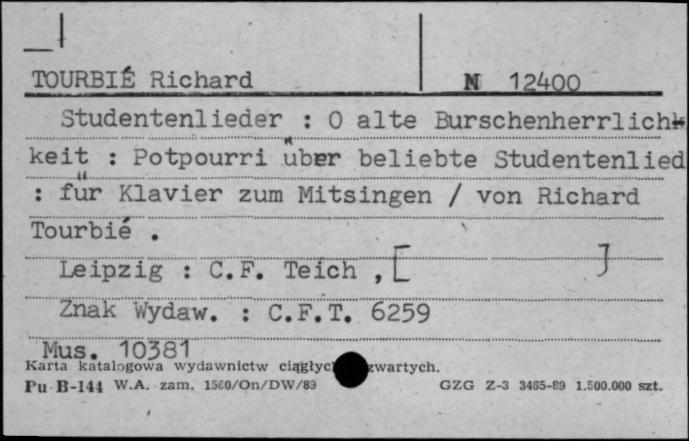 TOURBIÉ Richard N 12400
Studentenlieder : O alte Burschenherrlich-
keit : Potpourri über beliebte Studentenlied
: für Klavier zum Mitsingen / von Richard
Tourbié .
Leipzig : C.F. Teich , [ ]
Znak Wydaw. : C.F.T. 6259
Mus. 10381
Karta katalogowa wydawnictw zwartych.
Pu B-144 W.A. zam. 1560/On/DW/89 GZG Z-3 3465-89 1.500.000 szt.